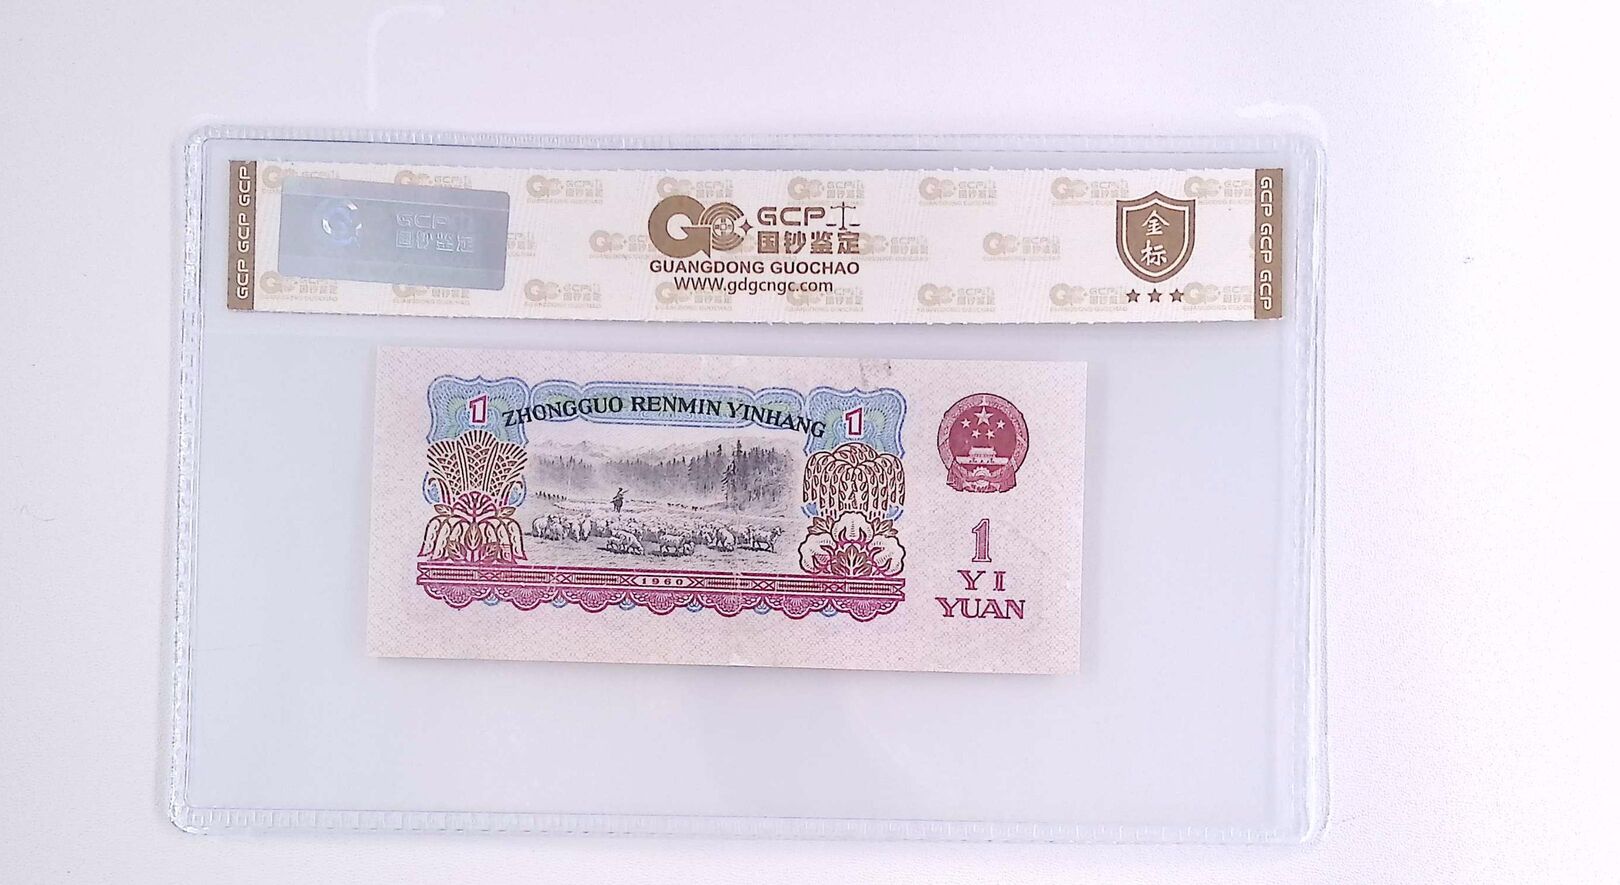 GCP GCP GCP
GCP
国钞鉴定
GCP
国钞鉴定
GUANGDONG GUOCHAO
www.gdgcngc.com
金
标
GCP GCP GCP
1
ZHONGGUO RENMIN YINHANG
1
1960
1
YI
YUAN